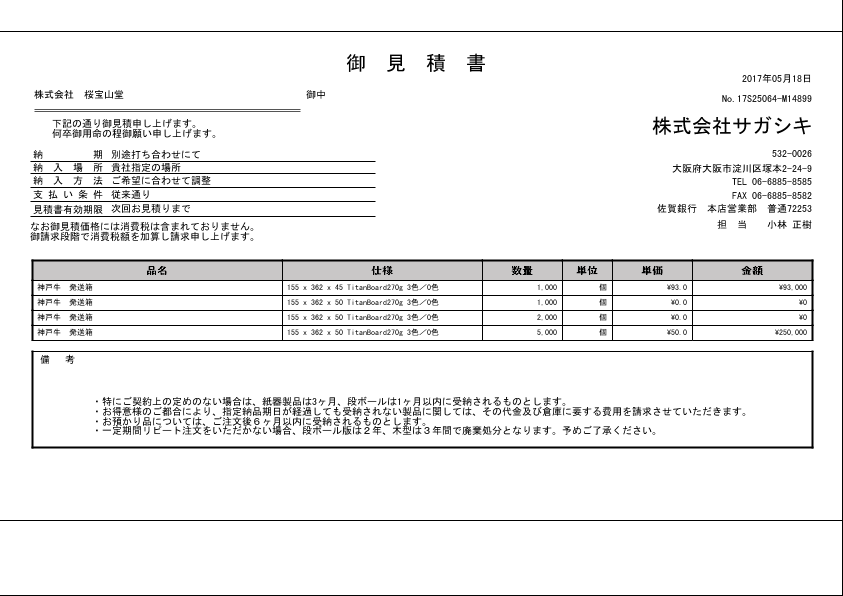 御 見 積 書
2017年05月18日
株式会社 桜宝山堂 御中
No.17S25064-M14899
下記の通り御見積申し上げます。
何卒御用命の程御願い申し上げます。
株式会社サガシキ
532-0026
大阪府大阪市淀川区塚本2-24-9
TEL 06-6885-8585
FAX 06-6885-8582
佐賀銀行 本店営業部 普通72253
担 当 小林 正樹
納 期 別途打ち合わせにて
納 入 場 所 貴社指定の場所
納 入 方 法 ご希望に合わせて調整
支 払 い 条 件 従来通り
見積書有効期限 次回お見積りまで
なお御見積価格には消費税は含まれておりません。
御請求段階で消費税額を加算し請求申し上げます。
品名 仕様 数量 単位 単価 金額
神戸牛 発送箱 155 x 362 x 45 TitanBoard270g 3色／0色 1,000 個 ¥93.0 ¥93,000
神戸牛 発送箱 155 x 362 x 50 TitanBoard270g 3色／0色 1,000 個 ¥0.0 ¥0
神戸牛 発送箱 155 x 362 x 50 TitanBoard270g 3色／0色 2,000 個 ¥0.0 ¥0
神戸牛 発送箱 155 x 362 x 50 TitanBoard270g 3色／0色 5,000 個 ¥50.0 ¥250,000
備 考
・特にご契約上の定めのない場合は、紙器製品は3ヶ月、段ボールは1ヶ月以内に受納されるものとします。
・お得意様のご都合により、指定納品期日が経過しても受納されない製品に関しては、その代金及び倉庫に要する費用を請求させていただきます。
・お預かり品については、ご注文後６ヶ月以内に受納されるものとします。
・一定期間リピート注文をいただかない場合、段ボール版は２年、木型は３年間で廃業処分となります。予めご了承ください。